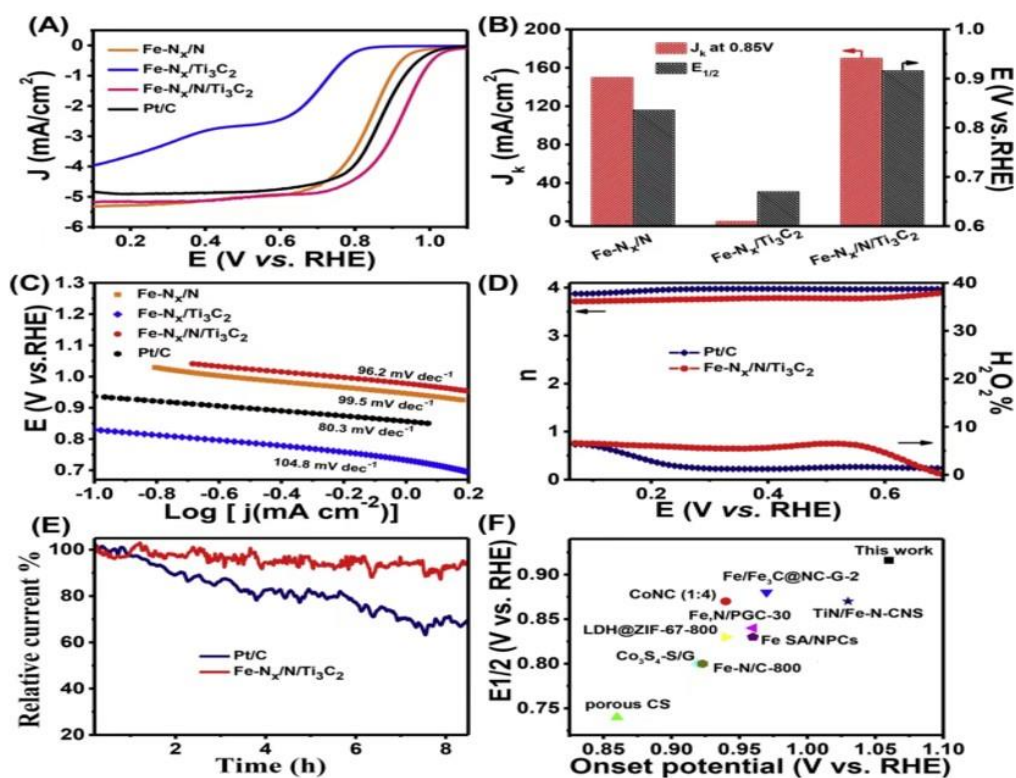 (A)
Fe-Nₓ/N
Fe-Nₓ/Ti₃C₂
Fe-Nₓ/N/Ti₃C₂
Pt/C
J (mA/cm²)
0
-1
-2
-3
-4
-5
-6
0.2 0.4 0.6 0.8 1.0
E (V vs. RHE)
(B)
Jₖ at 0.85V
E₁/₂
Jₖ (mA/cm²)
200
160
120
80
40
0
1.0
0.9
0.8
0.7
0.6
E (V vs.RHE)
Fe-Nₓ/N
Fe-Nₓ/Ti₃C₂
Fe-Nₓ/N/Ti₃C₂
(C)
Fe-Nₓ/N
Fe-Nₓ/Ti₃C₂
Fe-Nₓ/N/Ti₃C₂
Pt/C
E (V vs.RHE)
1.3
1.2
1.1
1.0
0.9
0.8
0.7
96.2 mV dec⁻¹
99.5 mV dec⁻¹
80.3 mV dec⁻¹
104.8 mV dec⁻¹
-1.0 -0.8 -0.6 -0.4 -0.2 0.0 0.2
Log [ j(mA cm⁻²)]
(D)
n
4
3
2
1
0
Pt/C
Fe-Nₓ/N/Ti₃C₂
40
30
20
10
0
H₂O₂%
0.2 0.4 0.6
E (V vs. RHE)
(E)
Relative current %
100
80
60
40
20
Pt/C
Fe-Nₓ/N/Ti₃C₂
2 4 6 8
Time (h)
(F)
E1/2 (V vs. RHE)
0.90
0.85
0.80
0.75
This work
Fe/Fe₃C@NC-G-2
CoNC (1:4)
Fe,N/PGC-30
TiN/Fe-N-CNS
LDH@ZIF-67-800
Fe SA/NPCs
Co₃S₄-S/G
Fe-N/C-800
porous CS
0.85 0.90 0.95 1.00 1.05 1.10
Onset potential (V vs. RHE)